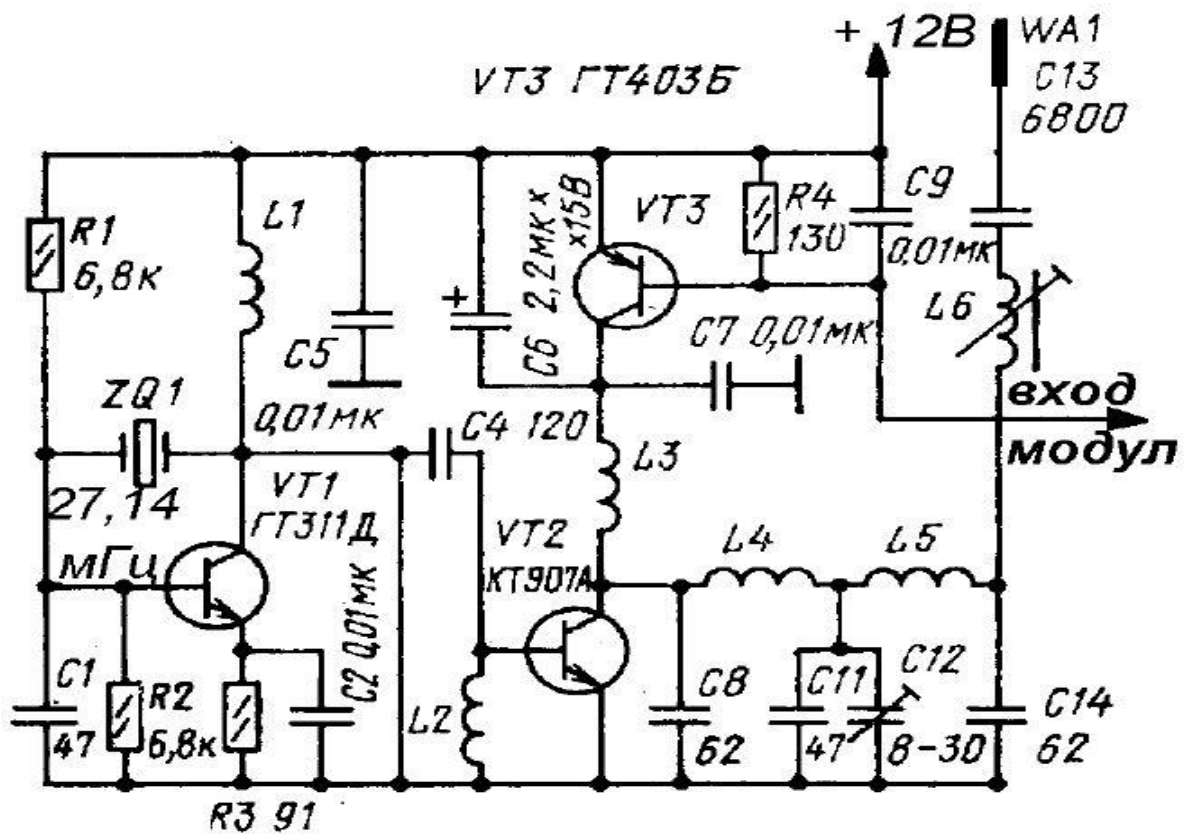 + 12В
WA1
C13
6800
VT3 ГТ403Б
R1
6,8к
L1
C5
0,01мк
C6 2,2мк x
x15В
VT3
R4
130
C9
0,01мк
L6
C7 0,01мк
вход
модул
ZQ1
27,14
мГц
VT1
ГТ311Д
C4 120
L3
VT2
КТ907А
L4
L5
C1
47
R2
6,8к
R3 91
C2 0,01мк
L2
C8
62
C11
47
C12
8-30
C14
62